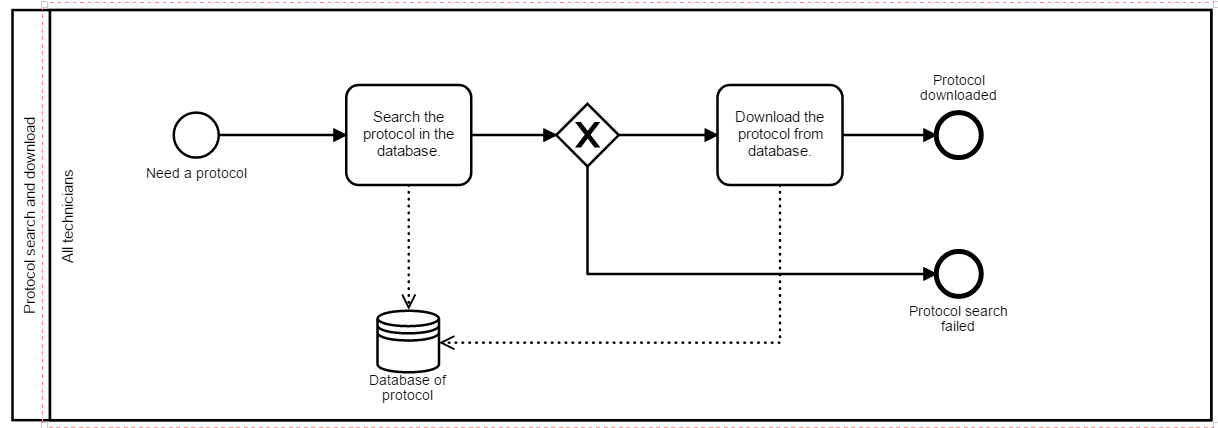 Protocol search and download
All technicians
Need a protocol
Search the
protocol in the
database.
X
Download the
protocol from
database.
Protocol
downloaded
Protocol search
failed
Database of
protocol